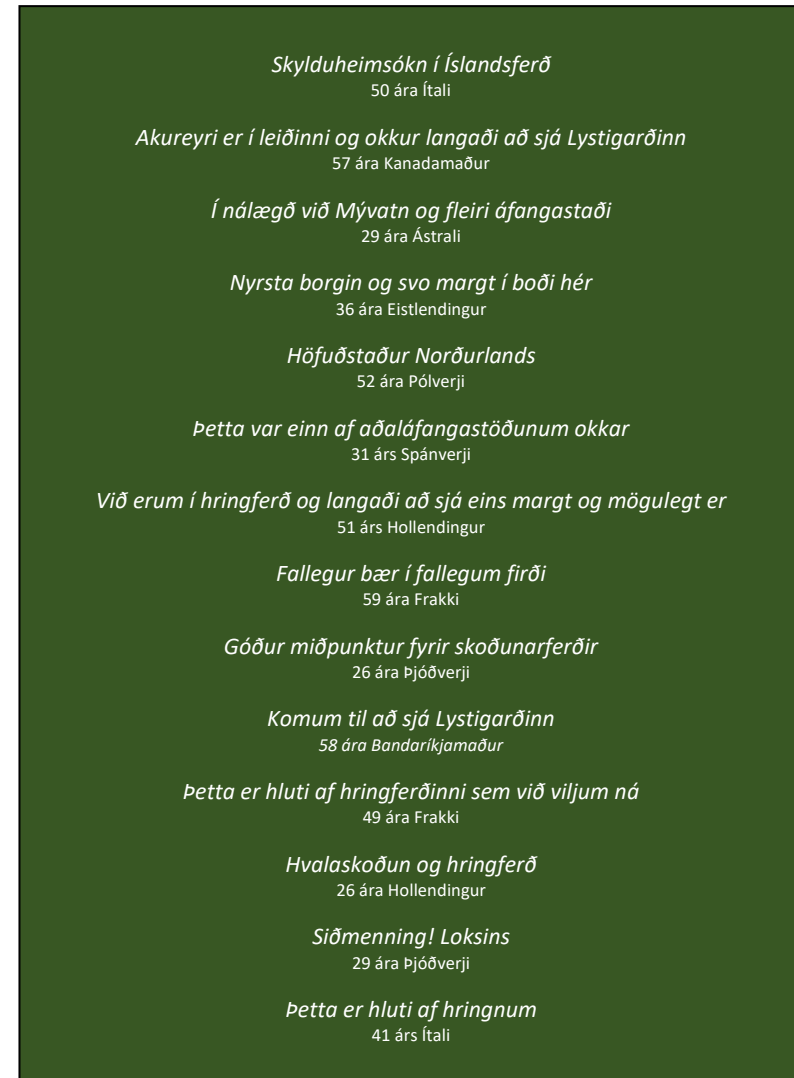 Skylduheimsókn í Íslandsferð
50 ára Ítali
Akureyri er í leiðinni og okkur langaði að sjá Lystigarðinn
57 ára Kanadamaður
Í nálægð við Mývatn og fleiri áfangastaði
29 ára Ástrali
Nyrsta borgin og svo margt í boði hér
36 ára Eistlendingur
Höfuðstaður Norðurlands
52 ára Pólverji
Þetta var einn af aðaláfangastöðunum okkar
31 árs Spánverji
Við erum í hringferð og langaði að sjá eins margt og mögulegt er
51 árs Hollendingur
Fallegur bær í fallegum firði
59 ára Frakki
Góður miðpunktur fyrir skoðunarferðir
26 ára Þjóðverji
Komum til að sjá Lystigarðinn
58 ára Bandaríkjamaður
Þetta er hluti af hringferðinni sem við viljum ná
49 ára Frakki
Hvalaskoðun og hringferð
26 ára Hollendingur
Siðmenning! Loksins
29 ára Þjóðverji
Þetta er hluti af hringnum
41 árs Ítali